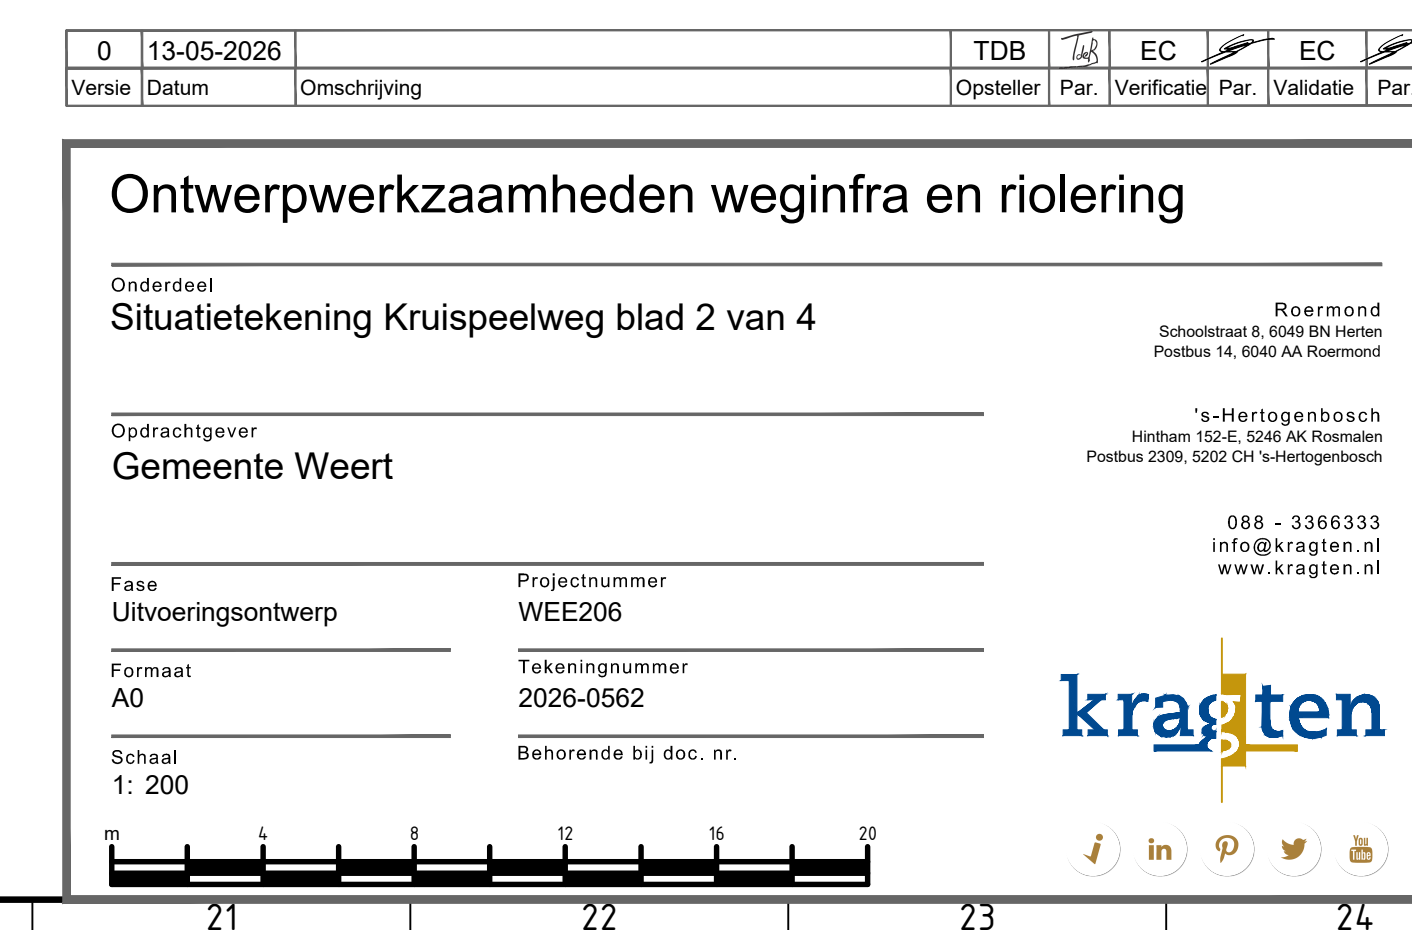 0 13-05-2026 TDB TdeB EC EC
Versie Datum Omschrijving Opsteller Par. Verificatie Par. Validatie Par.
Ontwerpwerkzaamheden weginfra en riolering
Onderdeel
Situatietekening Kruispeelweg blad 2 van 4
Roermond
Schoolstraat 8, 6049 BN Herten
Postbus 14, 6040 AA Roermond
Opdrachtgever
Gemeente Weert
's-Hertogenbosch
Hintham 152-E, 5246 AK Rosmalen
Postbus 2309, 5202 CH 's-Hertogenbosch
088 - 3366333
info@kragten.nl
www.kragten.nl
Fase
Uitvoeringsontwerp
Projectnummer
WEE206
Formaat
A0
Tekeningnummer
2026-0562
Schaal
1: 200
Behorende bij doc. nr.
kragten
m 4 8 12 16 20
in
You
Tube
21 22 23 24